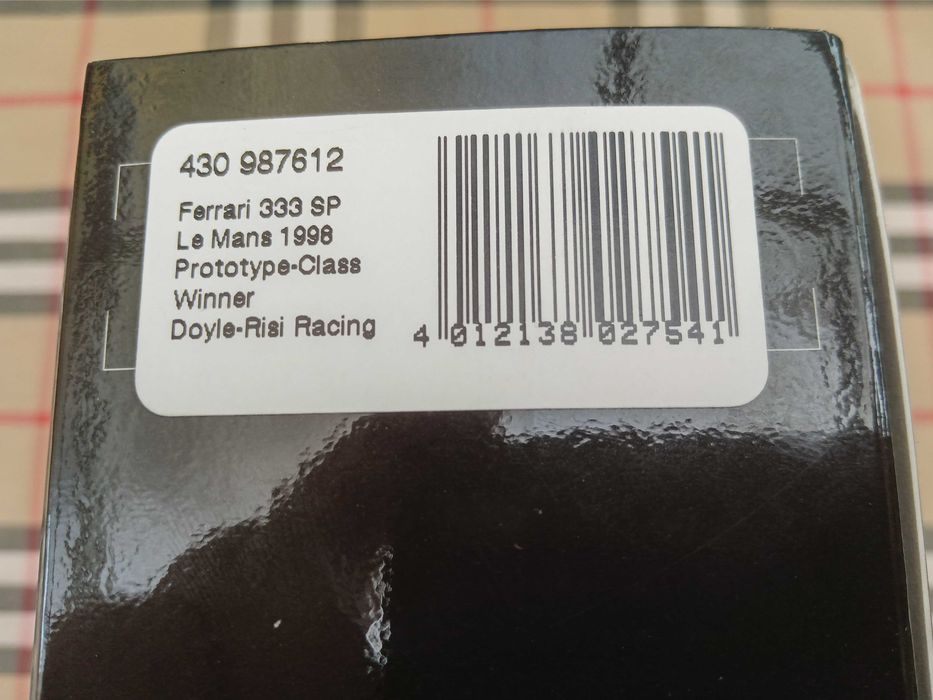 430 987612
Ferrari 333 SP
Le Mans 1998
Prototype-Class
Winner
Doyle-Risi Racing
4 012138 027541